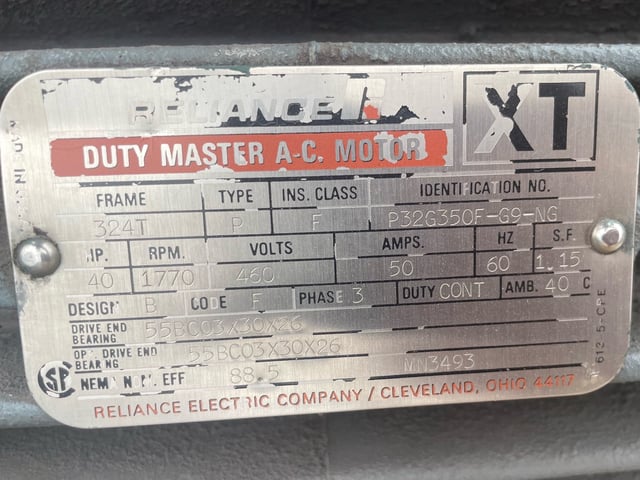 RELIANCE
XT
DUTY MASTER A-C. MOTOR
FRAME 324T TYPE P INS. CLASS F IDENTIFICATION NO. P32G350F-G9-NG
HP. 40 RPM. 1770 VOLTS 460 AMPS. 50 HZ 60 S.F. 1.15
DESIGN B CODE F PHASE 3 DUTY CONT AMB. 40 C
DRIVE END BEARING 55BC03X30X26
OPP. DRIVE END BEARING 55BC03X30X26
NEMA NOM. EFF 88.5 MN3493
RELIANCE ELECTRIC COMPANY / CLEVELAND, OHIO 44117
MADE IN